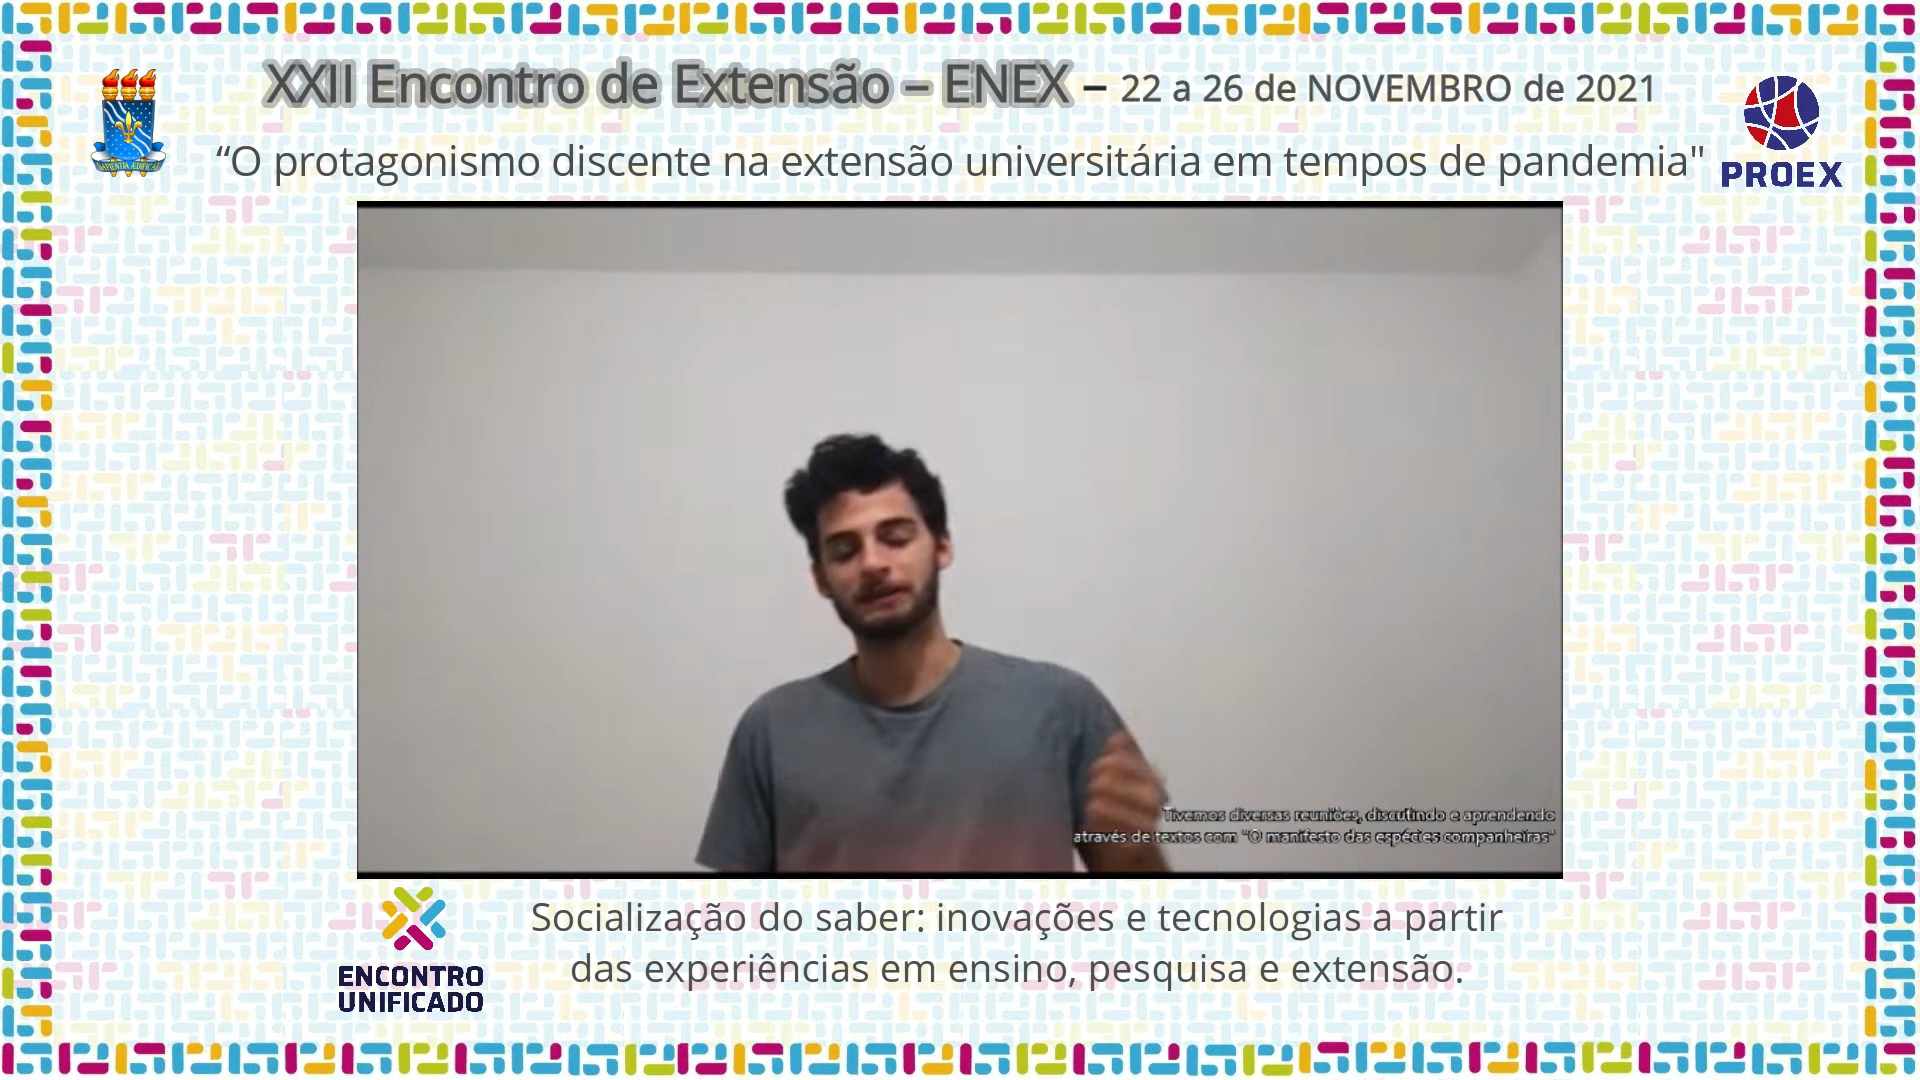 XXII Encontro de Extensão – ENEX – 22 a 26 de NOVEMBRO de 2021
“O protagonismo discente na extensão universitária em tempos de pandemia"
PROEX
Tivemos diversas reuniões, discutindo e aprendendo
através de textos com "O manifesto das espécies companheiras"
ENCONTRO
UNIFICADO
Socialização do saber: inovações e tecnologias a partir
das experiências em ensino, pesquisa e extensão.